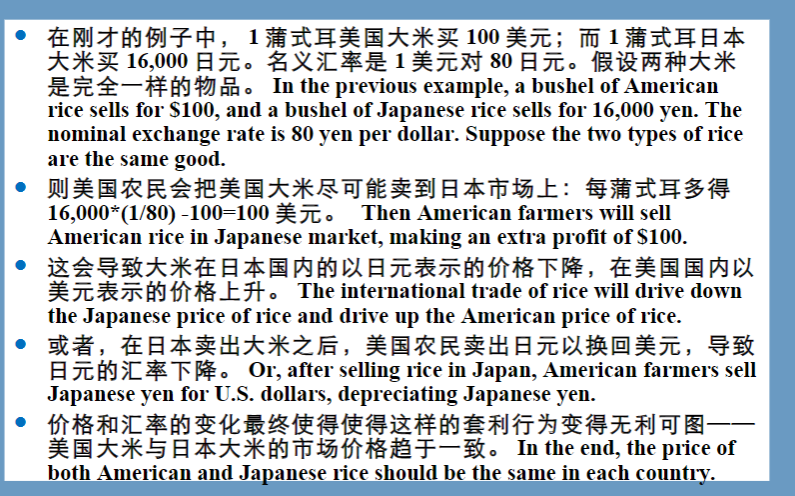 在刚才的例子中， 1 蒲式耳美国大米买 100 美元；而 1 蒲式耳日本
大米买 16,000 日元。名义汇率是 1 美元对 80 日元。假设两种大米
是完全一样的物品。 In the previous example, a bushel of American
rice sells for $100, and a bushel of Japanese rice sells for 16,000 yen. The
nominal exchange rate is 80 yen per dollar. Suppose the two types of rice
are the same good.
则美国农民会把美国大米尽可能卖到日本市场上：每蒲式耳多得
16,000*(1/80) -100=100 美元。 Then American farmers will sell
American rice in Japanese market, making an extra profit of $100.
这会导致大米在日本国内的以日元表示的价格下降，在美国国内以
美元表示的价格上升。 The international trade of rice will drive down
the Japanese price of rice and drive up the American price of rice.
或者，在日本卖出大米之后，美国农民卖出日元以换回美元，导致
日元的汇率下降。 Or, after selling rice in Japan, American farmers sell
Japanese yen for U.S. dollars, depreciating Japanese yen.
价格和汇率的变化最终使得使得这样的套利行为变得无利可图——
美国大米与日本大米的市场价格趋于一致。 In the end, the price of
both American and Japanese rice should be the same in each country.